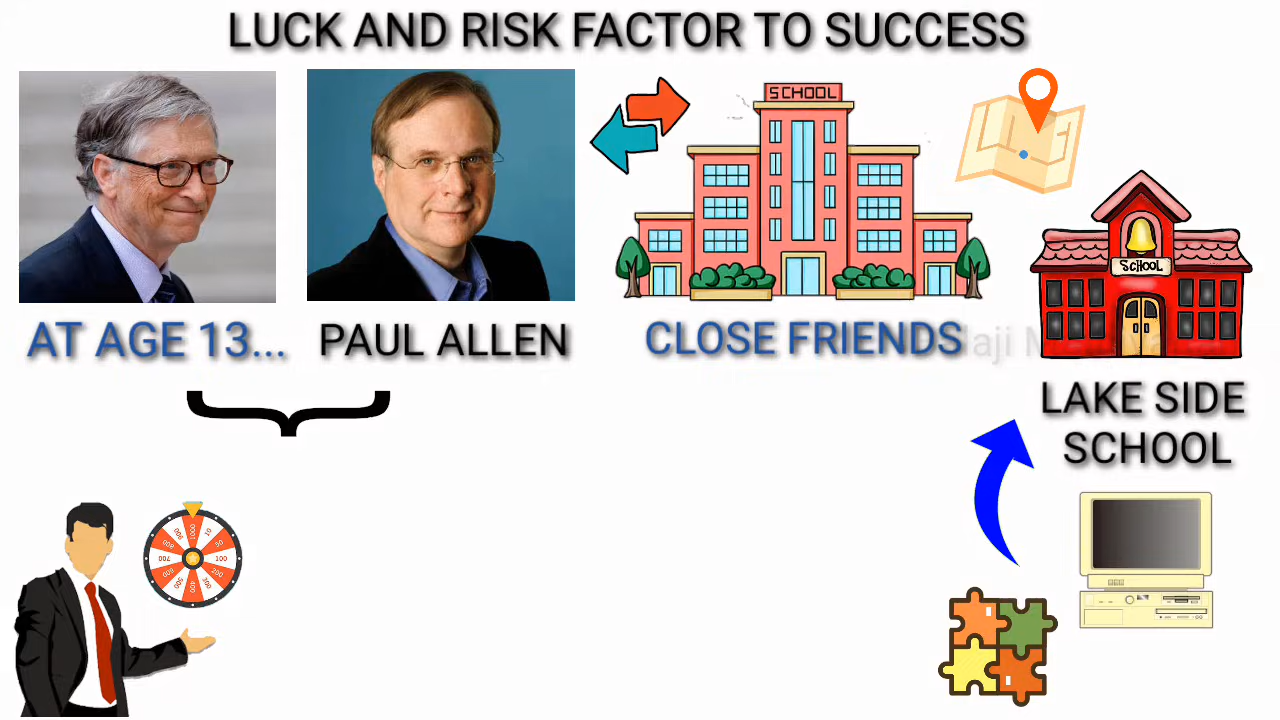 LUCK AND RISK FACTOR TO SUCCESS
SCHOOL
AT AGE 13...
PAUL ALLEN
CLOSE FRIENDS
SCHOOL
LAKE SIDE
SCHOOL